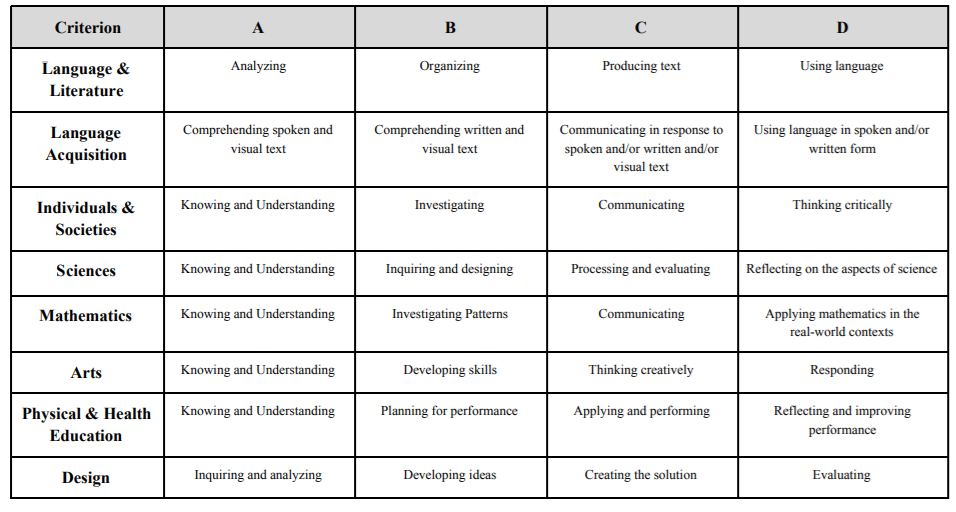 Criterion A B C D
Language & Literature Analyzing Organizing Producing text Using language
Language Acquisition Comprehending spoken and visual text Comprehending written and visual text Communicating in response to spoken and/or written and/or visual text Using language in spoken and/or written form
Individuals & Societies Knowing and Understanding Investigating Communicating Thinking critically
Sciences Knowing and Understanding Inquiring and designing Processing and evaluating Reflecting on the aspects of science
Mathematics Knowing and Understanding Investigating Patterns Communicating Applying mathematics in the real-world contexts
Arts Knowing and Understanding Developing skills Thinking creatively Responding
Physical & Health Education Knowing and Understanding Planning for performance Applying and performing Reflecting and improving performance
Design Inquiring and analyzing Developing ideas Creating the solution Evaluating